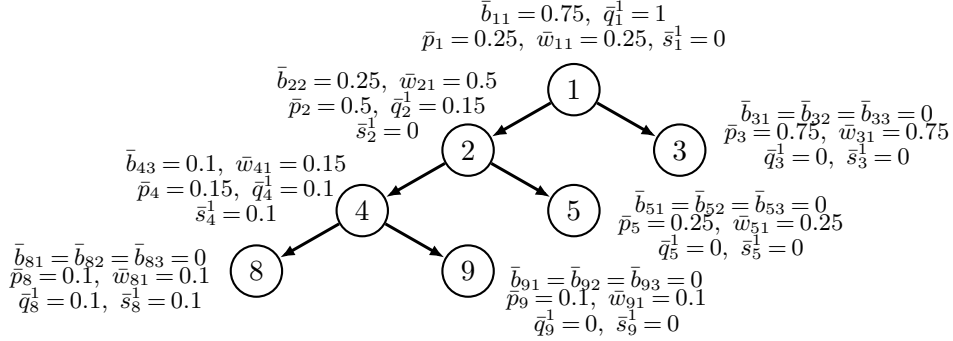 b̄₁₁ = 0.75, q̄₁¹ = 1
p̄₁ = 0.25, w̄₁₁ = 0.25, s̄₁¹ = 0
1
b̄₂₂ = 0.25, w̄₂₁ = 0.5
p̄₂ = 0.5, q̄₂¹ = 0.15
s̄₂¹ = 0
2
b̄₃₁ = b̄₃₂ = b̄₃₃ = 0
p̄₃ = 0.75, w̄₃₁ = 0.75
q̄₃¹ = 0, s̄₃¹ = 0
3
b̄₄₃ = 0.1, w̄₄₁ = 0.15
p̄₄ = 0.15, q̄₄¹ = 0.1
s̄₄¹ = 0.1
4
b̄₅₁ = b̄₅₂ = b̄₅₃ = 0
p̄₅ = 0.25, w̄₅₁ = 0.25
q̄₅¹ = 0, s̄₅¹ = 0
5
b̄₈₁ = b̄₈₂ = b̄₈₃ = 0
p̄₈ = 0.1, w̄₈₁ = 0.1
q̄₈¹ = 0.1, s̄₈¹ = 0.1
8
9
b̄₉₁ = b̄₉₂ = b̄₉₃ = 0
p̄₉ = 0.1, w̄₉₁ = 0.1
q̄₉¹ = 0, s̄₉¹ = 0